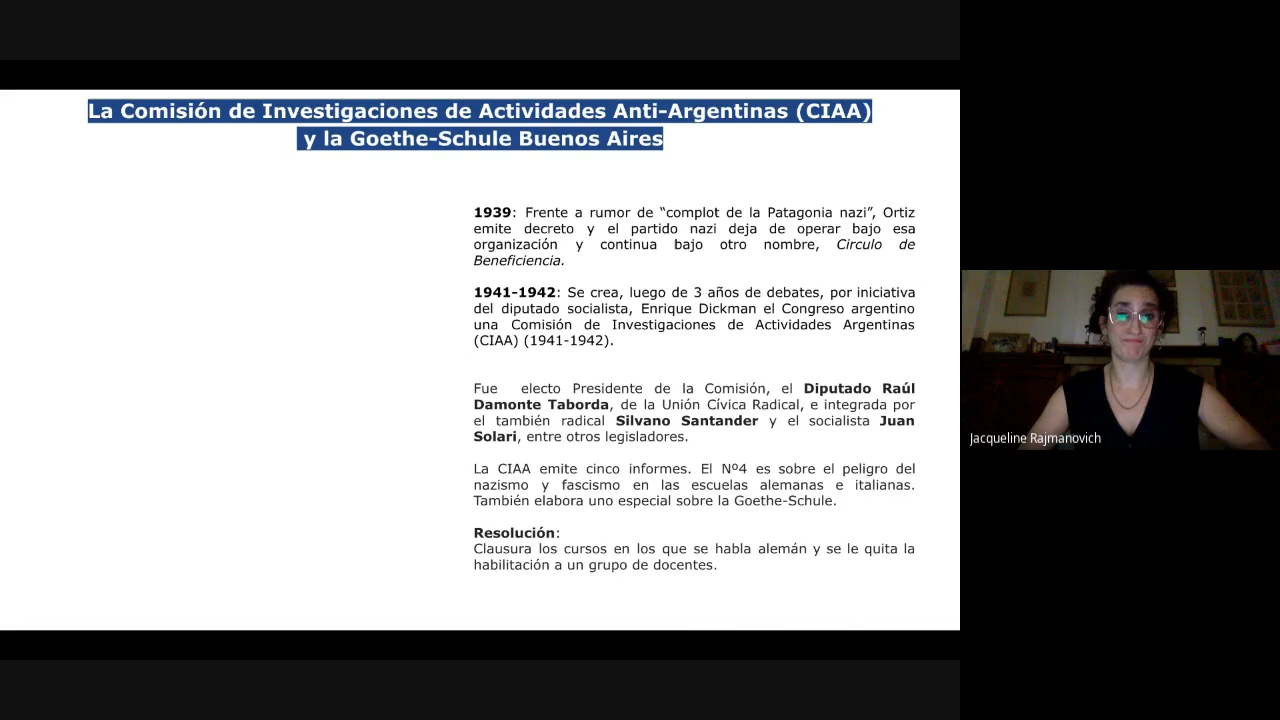 La Comisión de Investigaciones de Actividades Anti-Argentinas (CIAA)
y la Goethe-Schule Buenos Aires
1939: Frente a rumor de “complot de la Patagonia nazi”, Ortiz
emite decreto y el partido nazi deja de operar bajo esa
organización y continua bajo otro nombre, Circulo de
Beneficiencia.
1941-1942: Se crea, luego de 3 años de debates, por iniciativa
del diputado socialista, Enrique Dickman el Congreso argentino
una Comisión de Investigaciones de Actividades Argentinas
(CIAA) (1941-1942).
Fue electo Presidente de la Comisión, el Diputado Raúl
Damonte Taborda, de la Unión Cívica Radical, e integrada por
el también radical Silvano Santander y el socialista Juan
Solari, entre otros legisladores.
La CIAA emite cinco informes. El Nº4 es sobre el peligro del
nazismo y fascismo en las escuelas alemanas e italianas.
También elabora uno especial sobre la Goethe-Schule.
Resolución:
Clausura los cursos en los que se habla alemán y se le quita la
habilitación a un grupo de docentes.
Jacqueline Rajmanovich